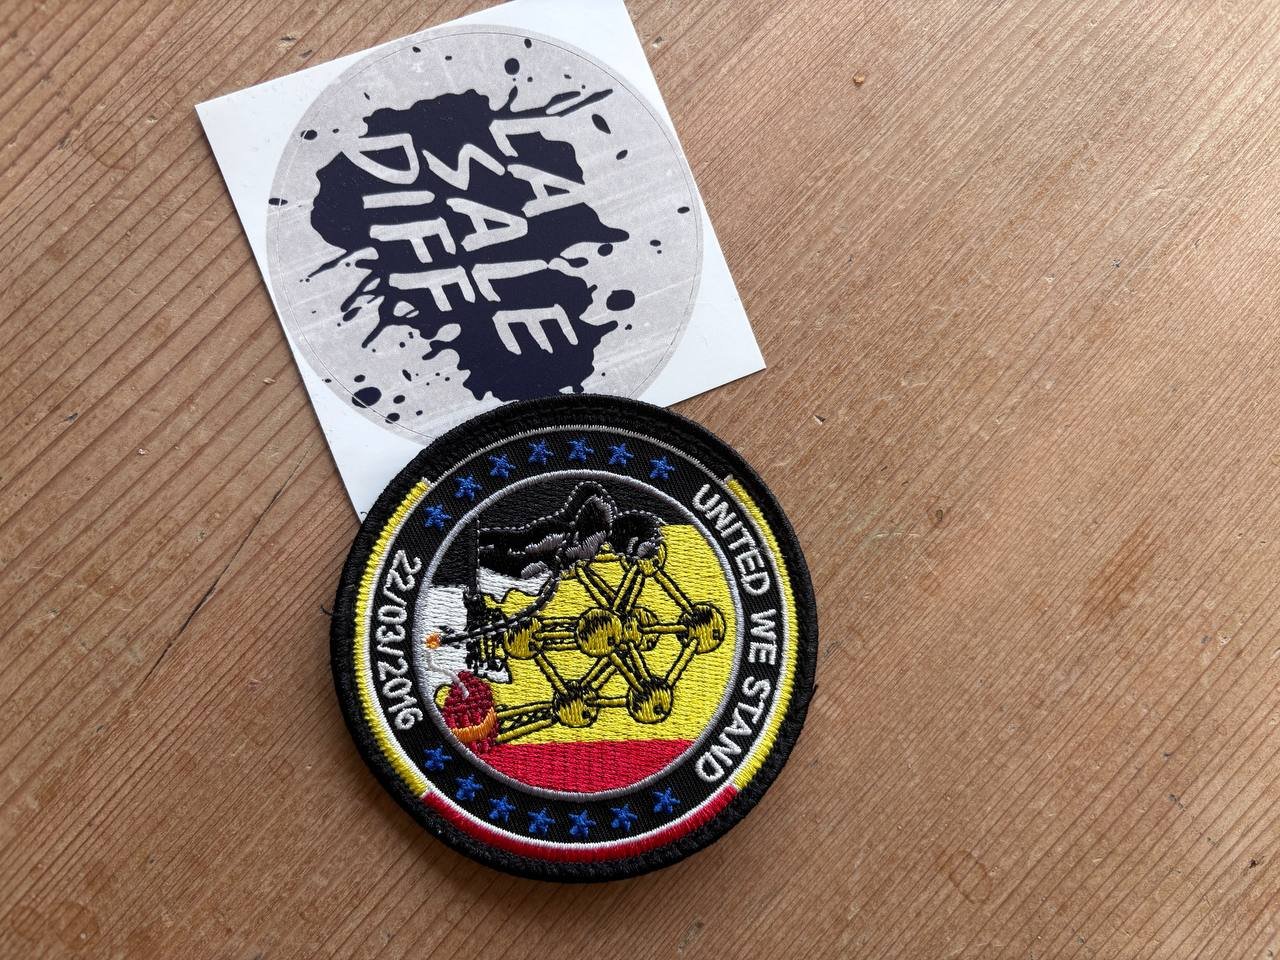 LA
SALE
DIFF
UNITED WE STAND
22/03/2016